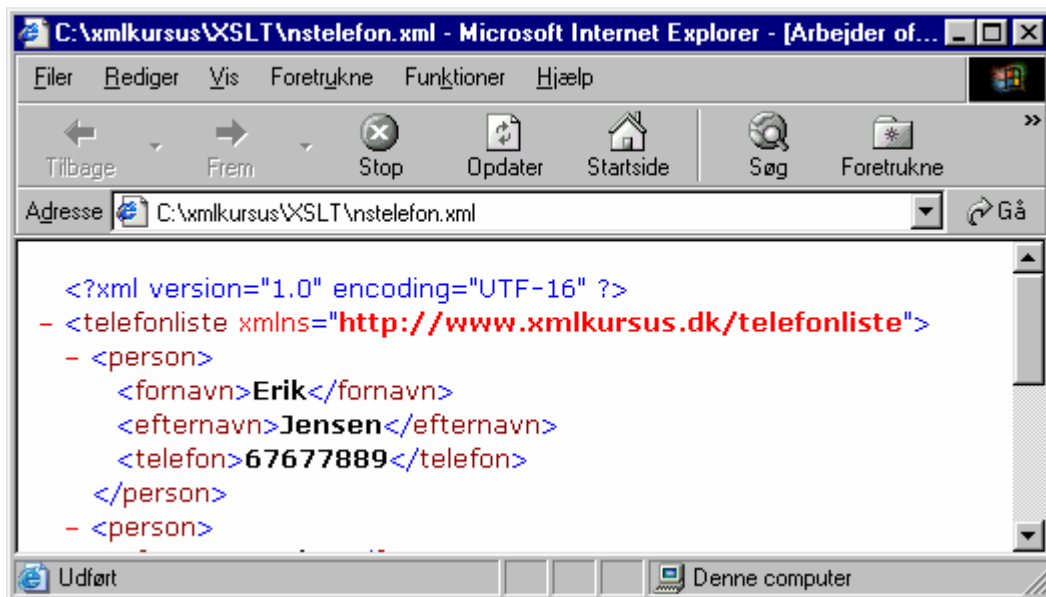 C:\xmlkursus\XSLT\nstelefon.xml - Microsoft Internet Explorer - [Arbejder of...
Filer Rediger Vis Foretrukne Funktioner Hjælp
Tilbage Frem Stop Opdater Startside Søg Foretrukne »
Adresse C:\xmlkursus\XSLT\nstelefon.xml Gå
<?xml version="1.0" encoding="UTF-16" ?>
– <telefonliste xmlns="http://www.xmlkursus.dk/telefonliste">
– <person>
<fornavn>Erik</fornavn>
<efternavn>Jensen</efternavn>
<telefon>67677889</telefon>
</person>
– <person>
Udført Denne computer